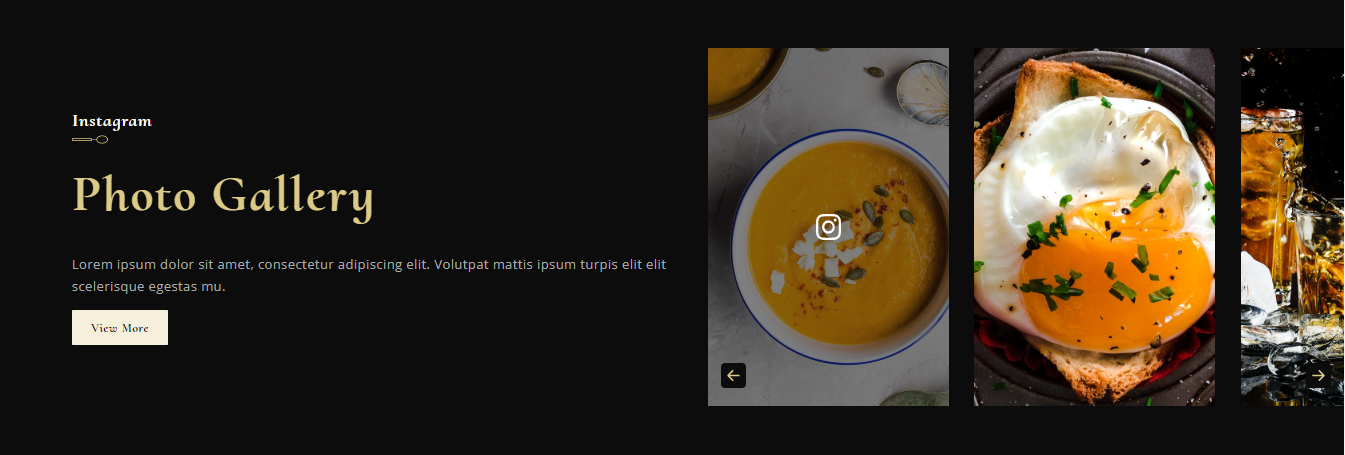 Instagram
Photo Gallery
Lorem ipsum dolor sit amet, consectetur adipiscing elit. Volutpat mattis ipsum turpis elit elit
scelerisque egestas mu.
View More